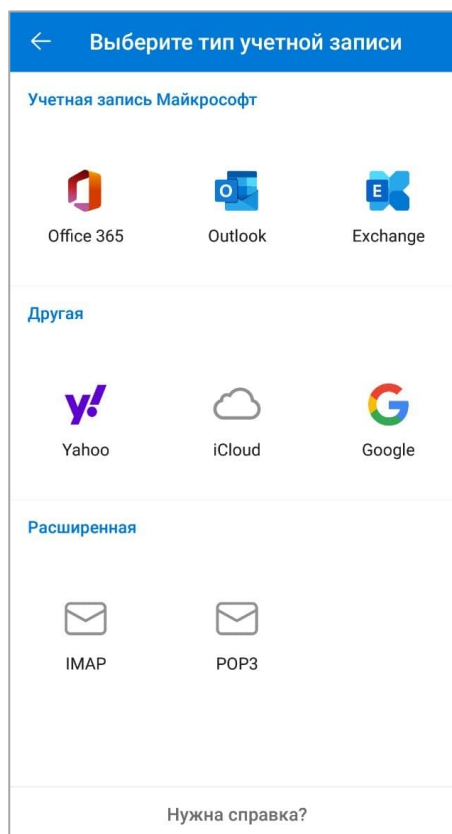 Выберите тип учетной записи
Учетная запись Майкрософт
Office 365 Outlook Exchange
Другая
Yahoo iCloud Google
Расширенная
IMAP POP3
Нужна справка?